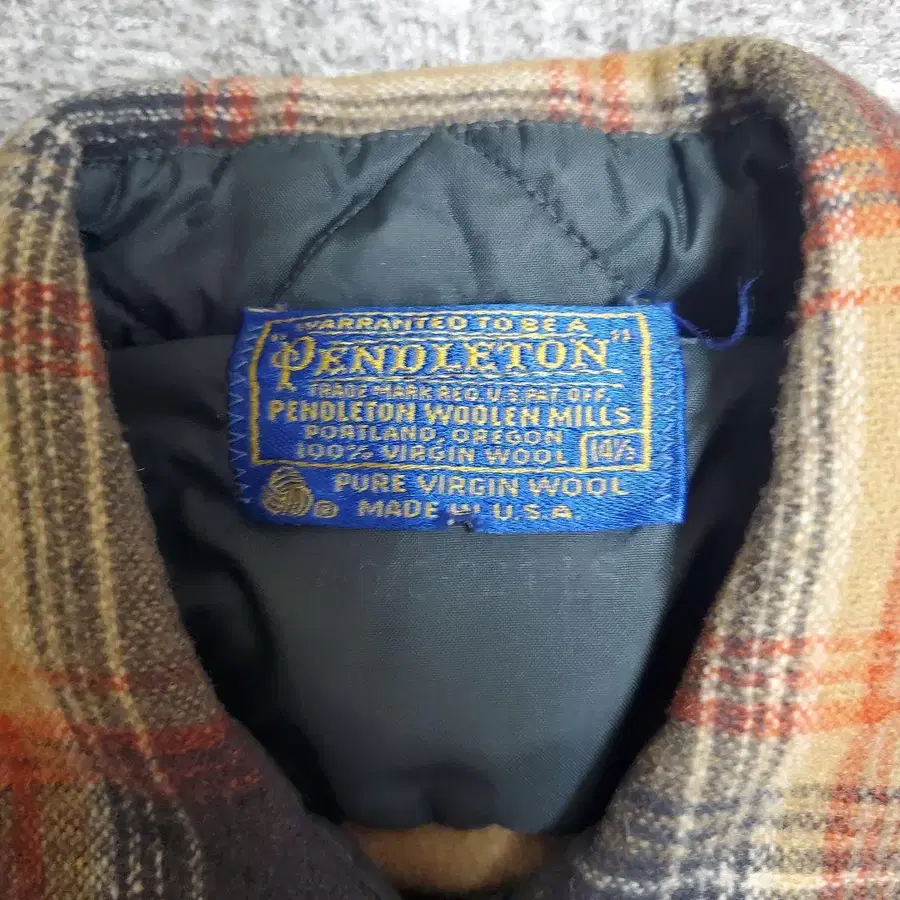 WARRANTED TO BE A
"PENDLETON"
TRADE MARK REG. U.S. PAT. OFF.
PENDLETON WOOLEN MILLS
PORTLAND, OREGON
100% VIRGIN WOOL 14½
PURE VIRGIN WOOL
® MADE IN U.S.A.